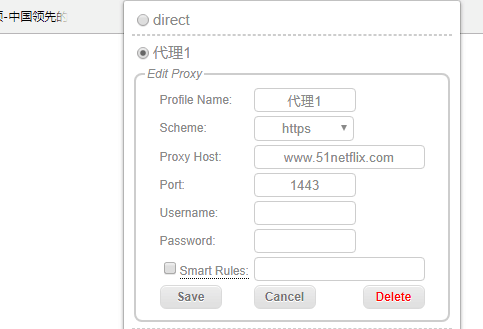 -中国领先的
direct
代理1
Edit Proxy
Profile Name: 代理1
Scheme: https
Proxy Host: www.51netflix.com
Port: 1443
Username:
Password:
Smart Rules:
Save Cancel Delete